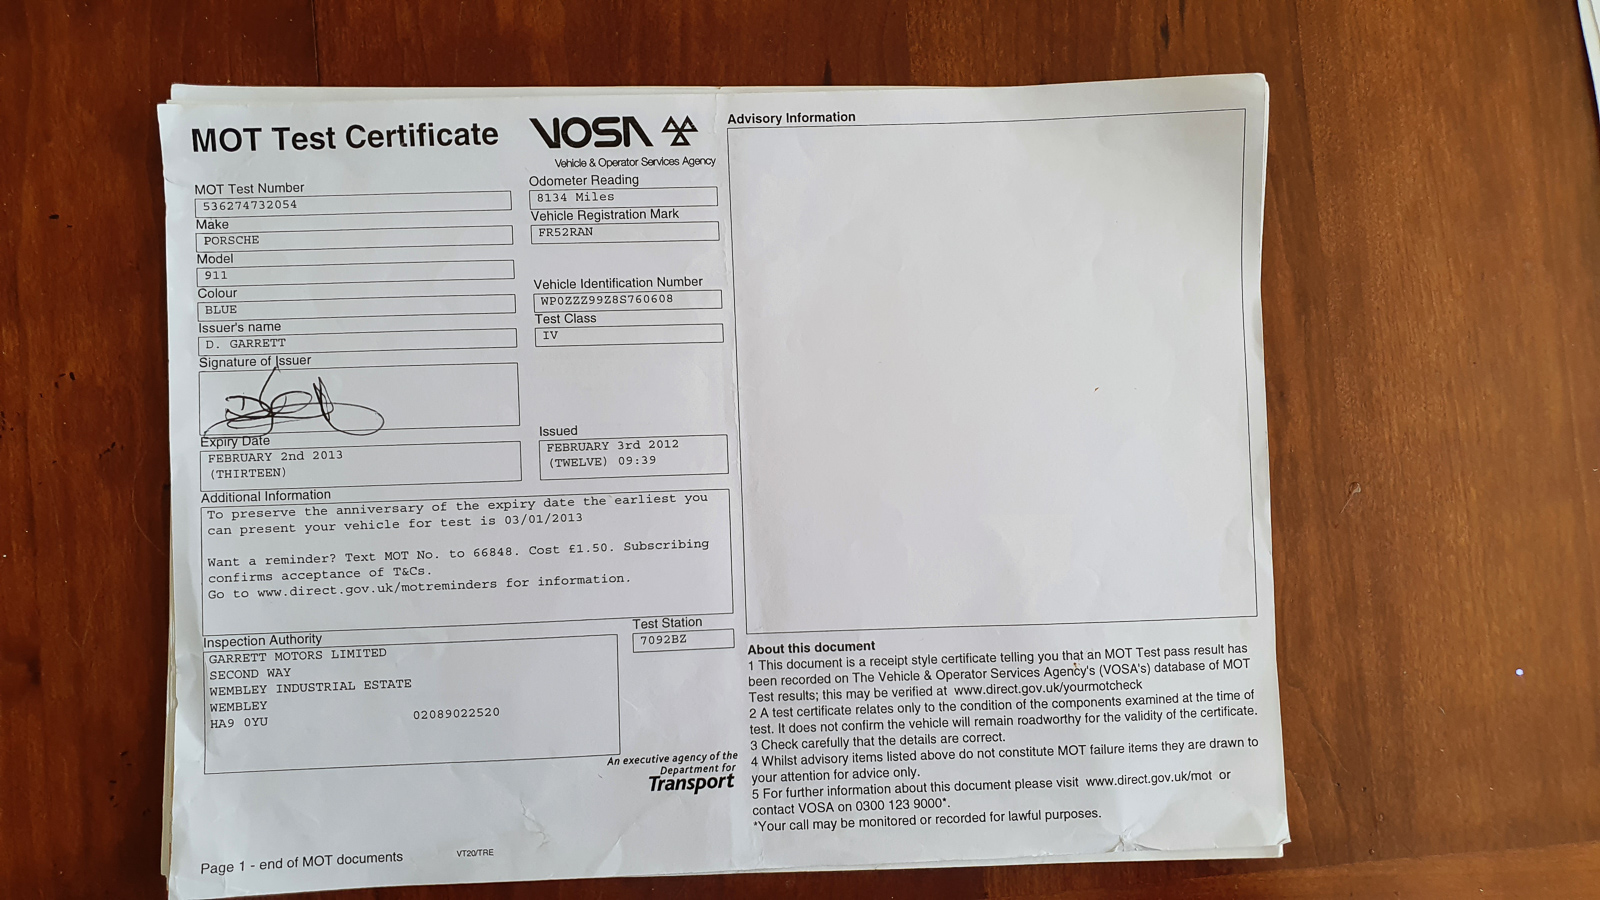 MOT Test Certificate
VOSA
Vehicle & Operator Services Agency
MOT Test Number
536274732054
Make
PORSCHE
Model
911
Colour
BLUE
Issuer's name
D. GARRETT
Signature of Issuer
Odometer Reading
8134 Miles
Vehicle Registration Mark
FR52RAN
Vehicle Identification Number
WP0ZZZ99Z8S760608
Test Class
IV
Expiry Date
FEBRUARY 2nd 2013
(THIRTEEN)
Issued
FEBRUARY 3rd 2012
(TWELVE) 09:39
Additional Information
To preserve the anniversary of the expiry date the earliest you
can present your vehicle for test is 03/01/2013
Want a reminder? Text MOT No. to 66848. Cost £1.50. Subscribing
confirms acceptance of T&Cs.
Go to www.direct.gov.uk/motreminders for information.
Inspection Authority
GARRETT MOTORS LIMITED
SECOND WAY
WEMBLEY INDUSTRIAL ESTATE
WEMBLEY
HA9 0YU 02089022520
Test Station
7092BZ
An executive agency of the
Department for
Transport
Page 1 - end of MOT documents
VT20/TRE
Advisory Information
About this document
1 This document is a receipt style certificate telling you that an MOT Test pass result has
been recorded on The Vehicle & Operator Services Agency's (VOSA's) database of MOT
Test results; this may be verified at www.direct.gov.uk/yourmotcheck
2 A test certificate relates only to the condition of the components examined at the time of
test. It does not confirm the vehicle will remain roadworthy for the validity of the certificate.
3 Check carefully that the details are correct.
4 Whilst advisory items listed above do not constitute MOT failure items they are drawn to
your attention for advice only.
5 For further information about this document please visit www.direct.gov.uk/mot or
contact VOSA on 0300 123 9000*.
*Your call may be monitored or recorded for lawful purposes.